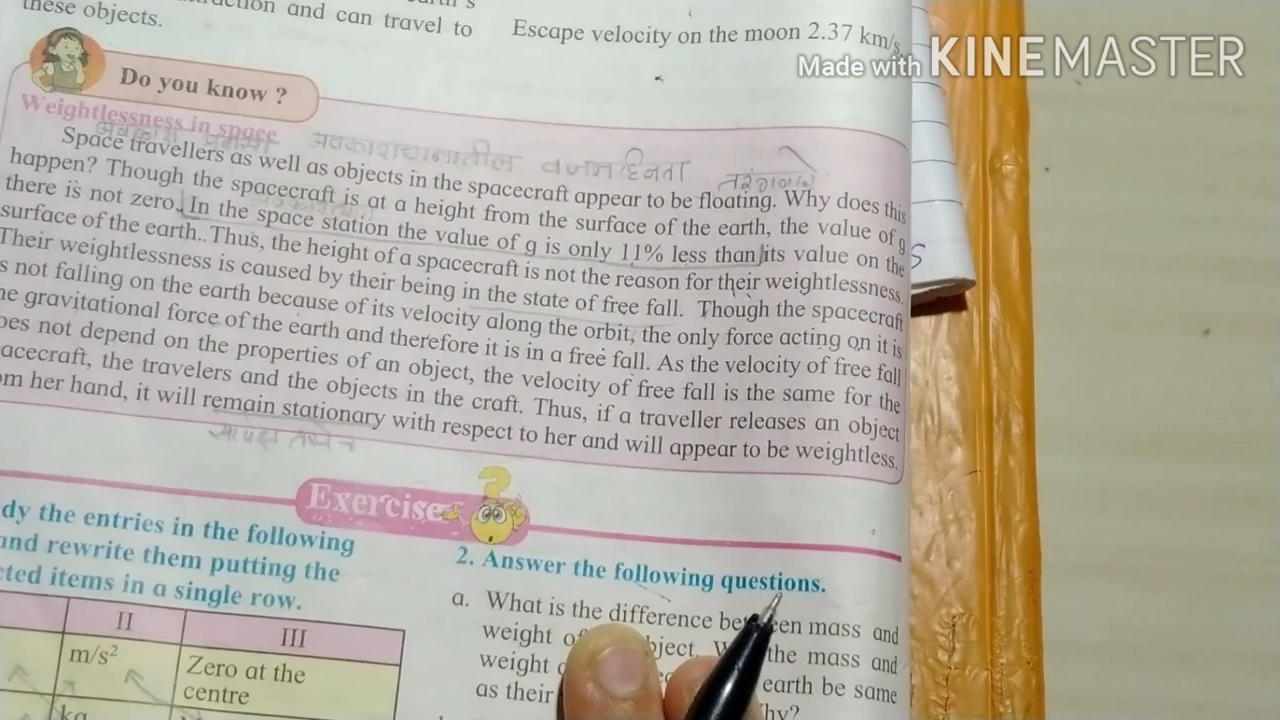 these objects.
and can travel to
Escape velocity on the moon 2.37 km/s.
Made with KINEMASTER
Do you know ?
Weightlessness in space
अवकाशयानातील वजनहिनता तरंगताने
Space travellers as well as objects in the spacecraft appear to be floating. Why does this
happen? Though the spacecraft is at a height from the surface of the earth, the value of g
there is not zero. In the space station the value of g is only 11% less than its value on the
surface of the earth. Thus, the height of a spacecraft is not the reason for their weightlessness.
Their weightlessness is caused by their being in the state of free fall. Though the spacecraft
s not falling on the earth because of its velocity along the orbit, the only force acting on it is
he gravitational force of the earth and therefore it is in a free fall. As the velocity of free fall
oes not depend on the properties of an object, the velocity of free fall is the same for the
acecraft, the travelers and the objects in the craft. Thus, if a traveller releases an object
om her hand, it will remain stationary with respect to her and will appear to be weightless.
Exercise
dy the entries in the following
and rewrite them putting the
cted items in a single row.
II III
m/s² Zero at the
centre
kg
2. Answer the following questions.
a. What is the difference between mass and
weight of object. the mass and
weight earth be same
as their hy?